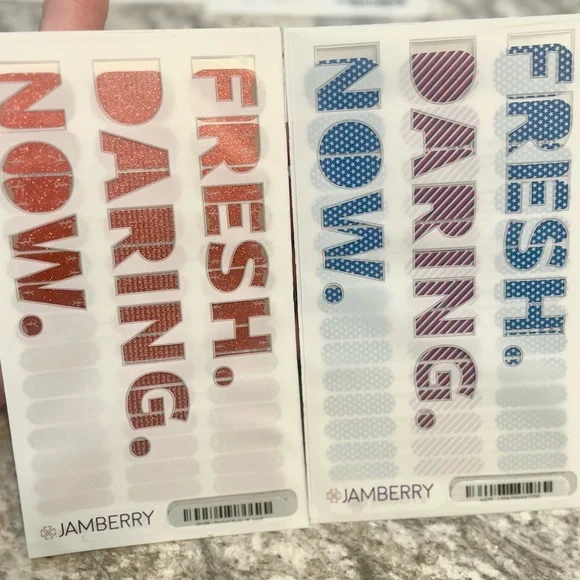 FRESH.
DARING.
NOW.
JAMBERRY
FRESH.
DARING.
NOW.
JAMBERRY